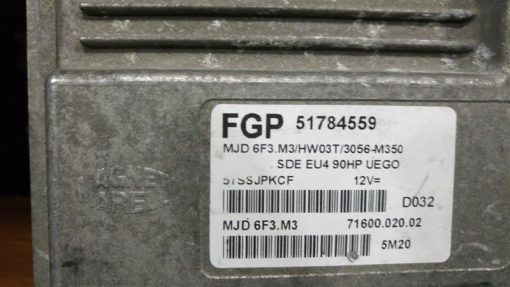 FGP 51784559
MJD 6F3.M3/HW03T/3056-M350
SDE EU4 90HP UEGO
51SSJPKCF 12V=
D032
MJD 6F3.M3 71600.020.02
5M20